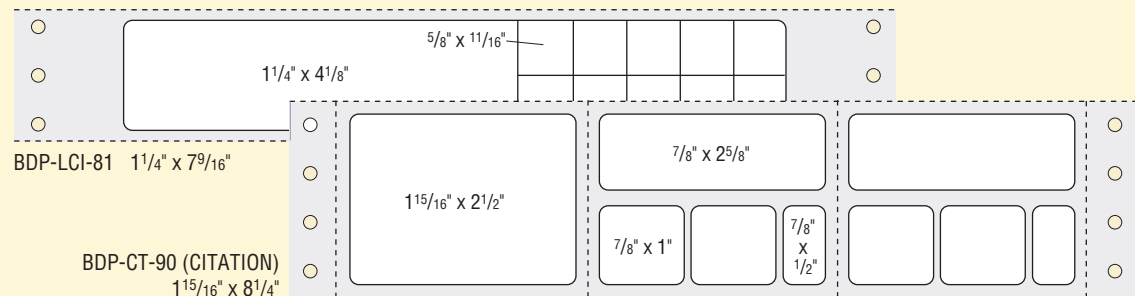 5/8" x 11/16"
1 1/4" x 4 1/8"
BDP-LCI-81 1 1/4" x 7 9/16"
7/8" x 2 5/8"
1 15/16" x 2 1/2"
7/8" x 1"
7/8"
x
1/2"
BDP-CT-90 (CITATION)
1 15/16" x 8 1/4"